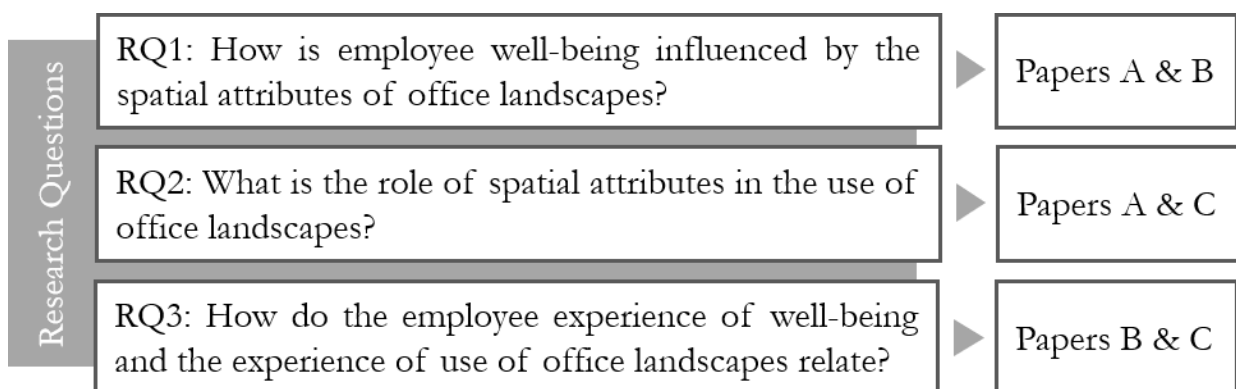 Research Questions
RQ1: How is employee well-being influenced by the
spatial attributes of office landscapes?
Papers A & B
RQ2: What is the role of spatial attributes in the use of
office landscapes?
Papers A & C
RQ3: How do the employee experience of well-being
and the experience of use of office landscapes relate?
Papers B & C